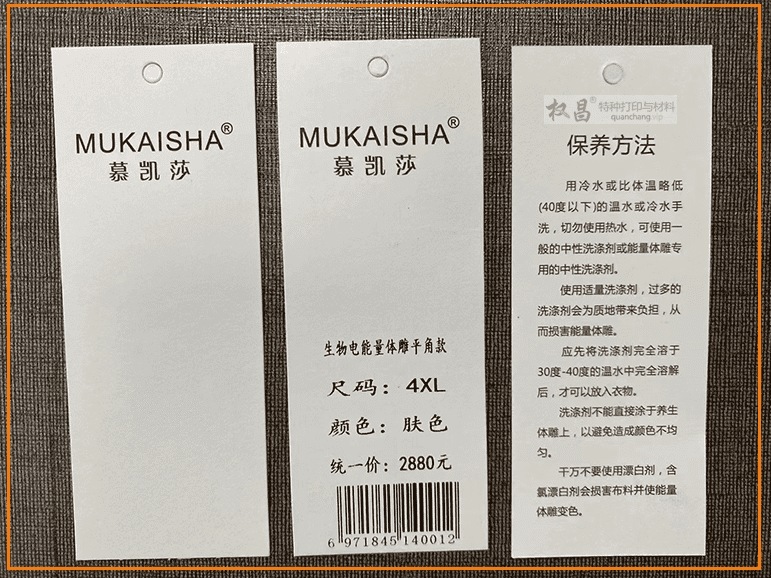 MUKAISHA®
慕凯莎
MUKAISHA®
慕凯莎
生物电能量体雕平角款
尺码：4XL
颜色：肤色
统一价：2880元
6 971845 140012
权昌® 特种打印与材料
quanchang.vip
保养方法
用冷水或比体温略低
(40度以下)的温水或冷水手
洗，切勿使用热水，可使用一
般的中性洗涤剂或能量体雕专
用的中性洗涤剂。
使用适量洗涤剂，过多的
洗涤剂会为质地带来负担，从
而损害能量体雕。
应先将洗涤剂完全溶于
30度-40度的温水中完全溶解
后，才可以放入衣物。
洗涤剂不能直接涂于养生
体雕上，以避免造成颜色不均
匀。
千万不要使用漂白剂，含
氯漂白剂会损害布料并使能量
体雕变色。